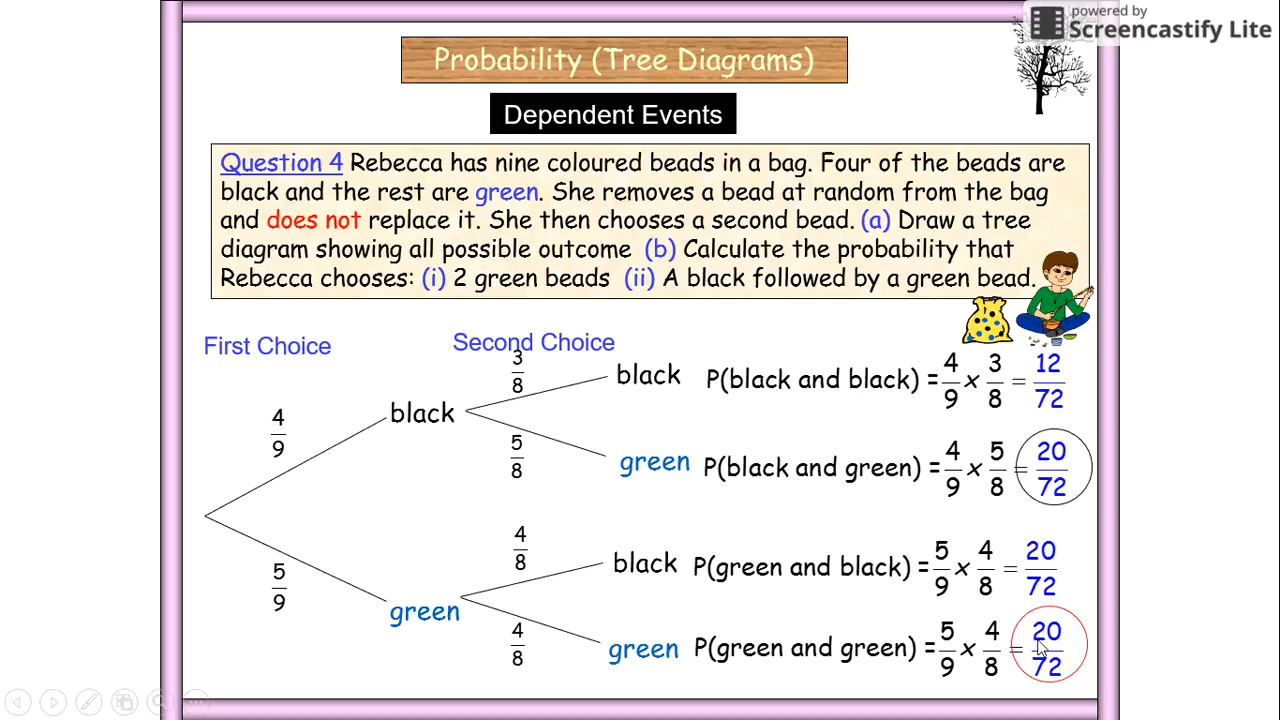 powered by
Screencastify Lite
Probability (Tree Diagrams)
Dependent Events
Question 4 Rebecca has nine coloured beads in a bag. Four of the beads are
black and the rest are green. She removes a bead at random from the bag
and does not replace it. She then chooses a second bead. (a) Draw a tree
diagram showing all possible outcome (b) Calculate the probability that
Rebecca chooses: (i) 2 green beads (ii) A black followed by a green bead.
First Choice
Second Choice
4/9
black
3/8
black P(black and black) = 4/9 × 3/8 = 12/72
5/8
green P(black and green) = 4/9 × 5/8 = 20/72
5/9
green
4/8
black P(green and black) = 5/9 × 4/8 = 20/72
4/8
green P(green and green) = 5/9 × 4/8 = 20/72